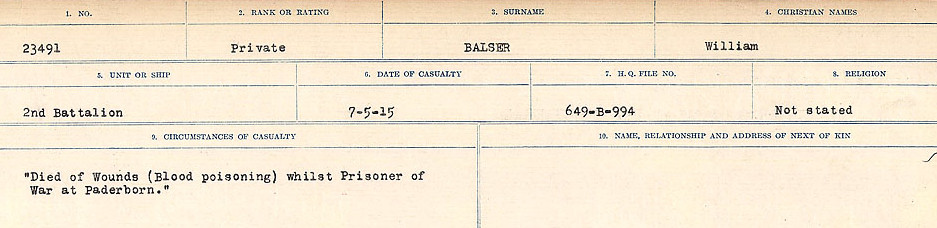 1. NO. 2. RANK OR RATING 3. SURNAME 4. CHRISTIAN NAMES
23491 Private BALSER William
5. UNIT OR SHIP 6. DATE OF CASUALTY 7. H.Q. FILE NO. 8. RELIGION
2nd Battalion 7-5-15 649-B-994 Not stated
9. CIRCUMSTANCES OF CASUALTY 10. NAME, RELATIONSHIP AND ADDRESS OF NEXT OF KIN
"Died of Wounds (Blood poisoning) whilst Prisoner of
War at Paderborn."